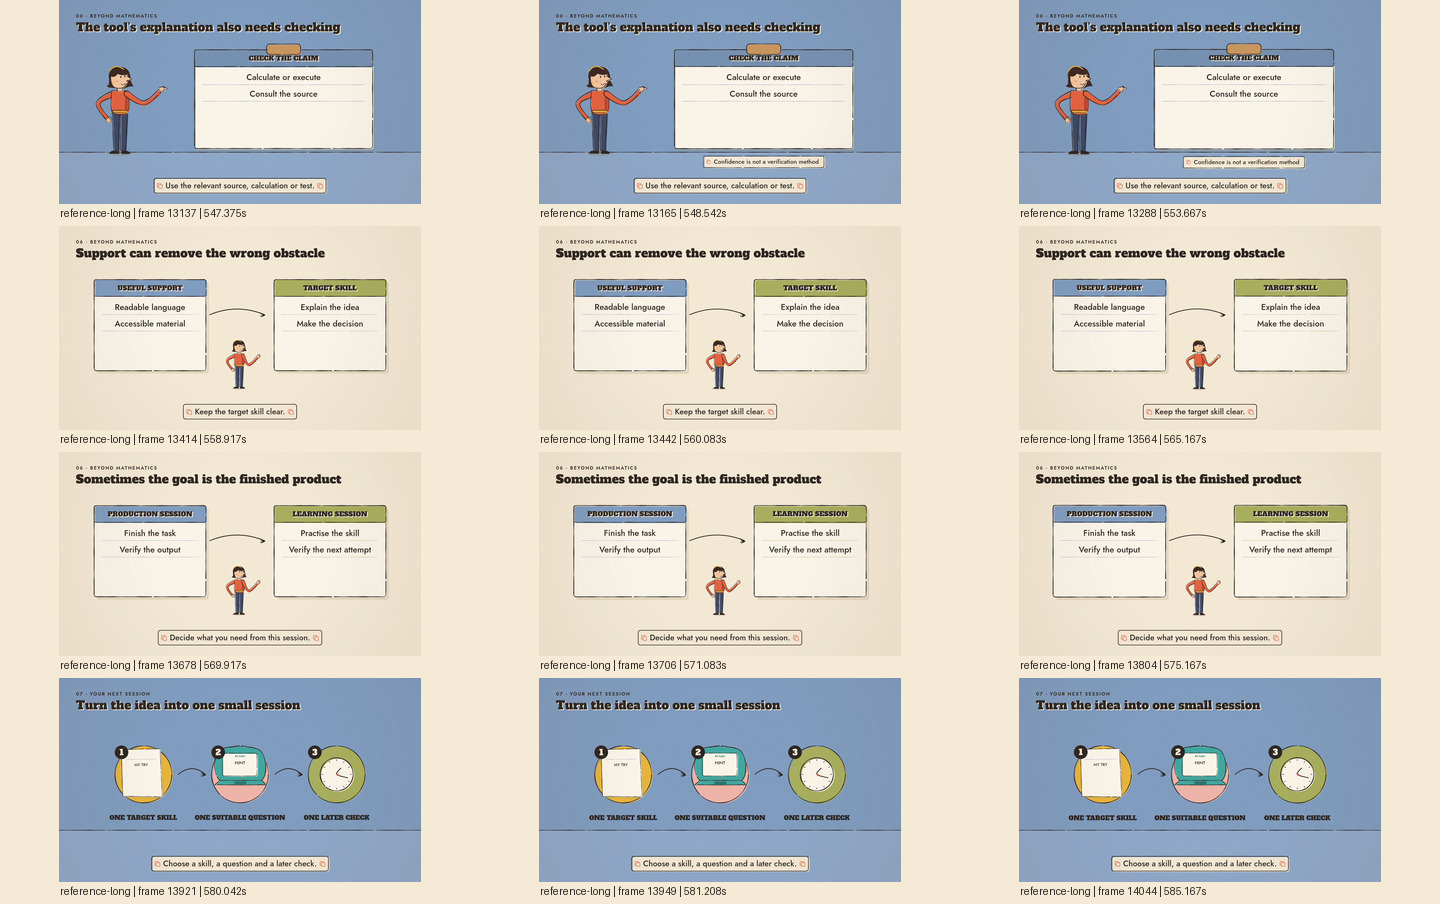 06 · BEYOND MATHEMATICS
The tool's explanation also needs checking
CHECK THE CLAIM
Calculate or execute
Consult the source
Use the relevant source, calculation or test.
reference-long | frame 13137 | 547.375s
06 · BEYOND MATHEMATICS
The tool's explanation also needs checking
CHECK THE CLAIM
Calculate or execute
Consult the source
Confidence is not a verification method
Use the relevant source, calculation or test.
reference-long | frame 13165 | 548.542s
06 · BEYOND MATHEMATICS
The tool's explanation also needs checking
CHECK THE CLAIM
Calculate or execute
Consult the source
Confidence is not a verification method
Use the relevant source, calculation or test.
reference-long | frame 13288 | 553.667s
06 · BEYOND MATHEMATICS
Support can remove the wrong obstacle
USEFUL SUPPORT
Readable language
Accessible material
TARGET SKILL
Explain the idea
Make the decision
Keep the target skill clear.
reference-long | frame 13414 | 558.917s
06 · BEYOND MATHEMATICS
Support can remove the wrong obstacle
USEFUL SUPPORT
Readable language
Accessible material
TARGET SKILL
Explain the idea
Make the decision
Keep the target skill clear.
reference-long | frame 13442 | 560.083s
06 · BEYOND MATHEMATICS
Support can remove the wrong obstacle
USEFUL SUPPORT
Readable language
Accessible material
TARGET SKILL
Explain the idea
Make the decision
Keep the target skill clear.
reference-long | frame 13564 | 565.167s
06 · BEYOND MATHEMATICS
Sometimes the goal is the finished product
PRODUCTION SESSION
Finish the task
Verify the output
LEARNING SESSION
Practise the skill
Verify the next attempt
Decide what you need from this session.
reference-long | frame 13678 | 569.917s
06 · BEYOND MATHEMATICS
Sometimes the goal is the finished product
PRODUCTION SESSION
Finish the task
Verify the output
LEARNING SESSION
Practise the skill
Verify the next attempt
Decide what you need from this session.
reference-long | frame 13706 | 571.083s
06 · BEYOND MATHEMATICS
Sometimes the goal is the finished product
PRODUCTION SESSION
Finish the task
Verify the output
LEARNING SESSION
Practise the skill
Verify the next attempt
Decide what you need from this session.
reference-long | frame 13804 | 575.167s
07 · YOUR NEXT SESSION
Turn the idea into one small session
1
MY TRY
2
HINT
3
ONE TARGET SKILL
ONE SUITABLE QUESTION
ONE LATER CHECK
Choose a skill, a question and a later check.
reference-long | frame 13921 | 580.042s
07 · YOUR NEXT SESSION
Turn the idea into one small session
1
MY TRY
2
HINT
3
ONE TARGET SKILL
ONE SUITABLE QUESTION
ONE LATER CHECK
Choose a skill, a question and a later check.
reference-long | frame 13949 | 581.208s
07 · YOUR NEXT SESSION
Turn the idea into one small session
1
MY TRY
2
HINT
3
ONE TARGET SKILL
ONE SUITABLE QUESTION
ONE LATER CHECK
Choose a skill, a question and a later check.
reference-long | frame 14044 | 585.167s